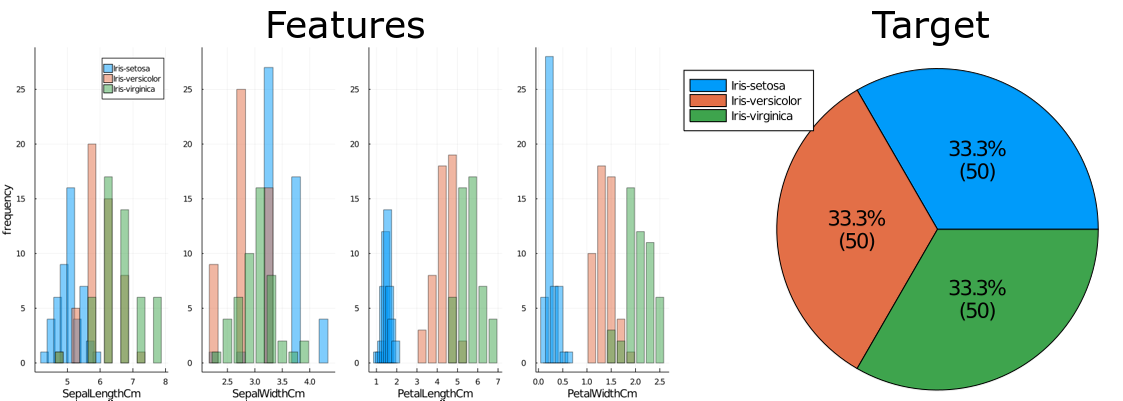 Features
Target
frequency
25
20
15
10
5
0
Iris-setosa
Iris-versicolor
Iris-virginica
5 6 7 8
SepalLengthCm
25
20
15
10
5
0
2.5 3.0 3.5 4.0
SepalWidthCm
25
20
15
10
5
0
1 2 3 4 5 6 7
PetalLengthCm
25
20
15
10
5
0
0.0 0.5 1.0 1.5 2.0 2.5
PetalWidthCm
Iris-setosa
Iris-versicolor
Iris-virginica
33.3%
(50)
33.3%
(50)
33.3%
(50)